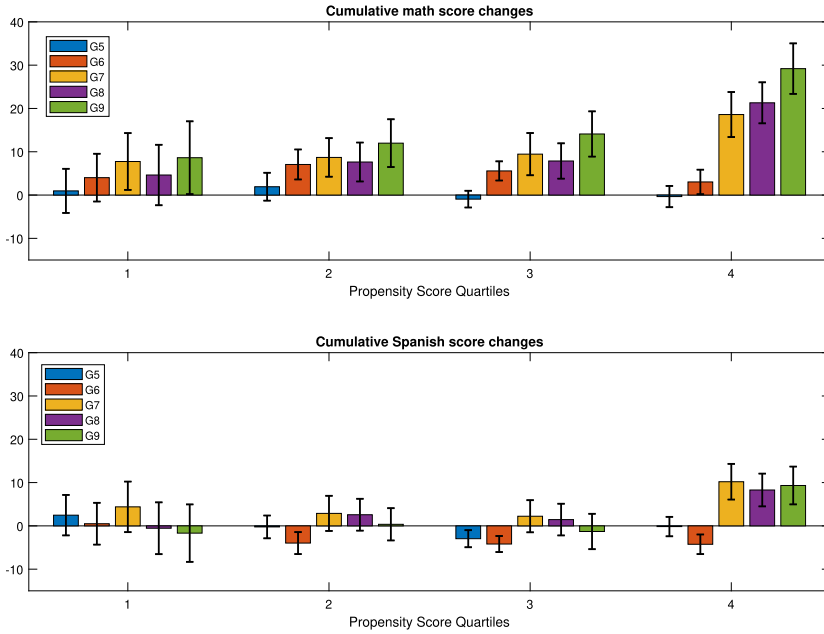 Cumulative math score changes
40
30
20
10
0
-10
G5
G6
G7
G8
G9
1 2 3 4
Propensity Score Quartiles
Cumulative Spanish score changes
40
30
20
10
0
-10
G5
G6
G7
G8
G9
1 2 3 4
Propensity Score Quartiles